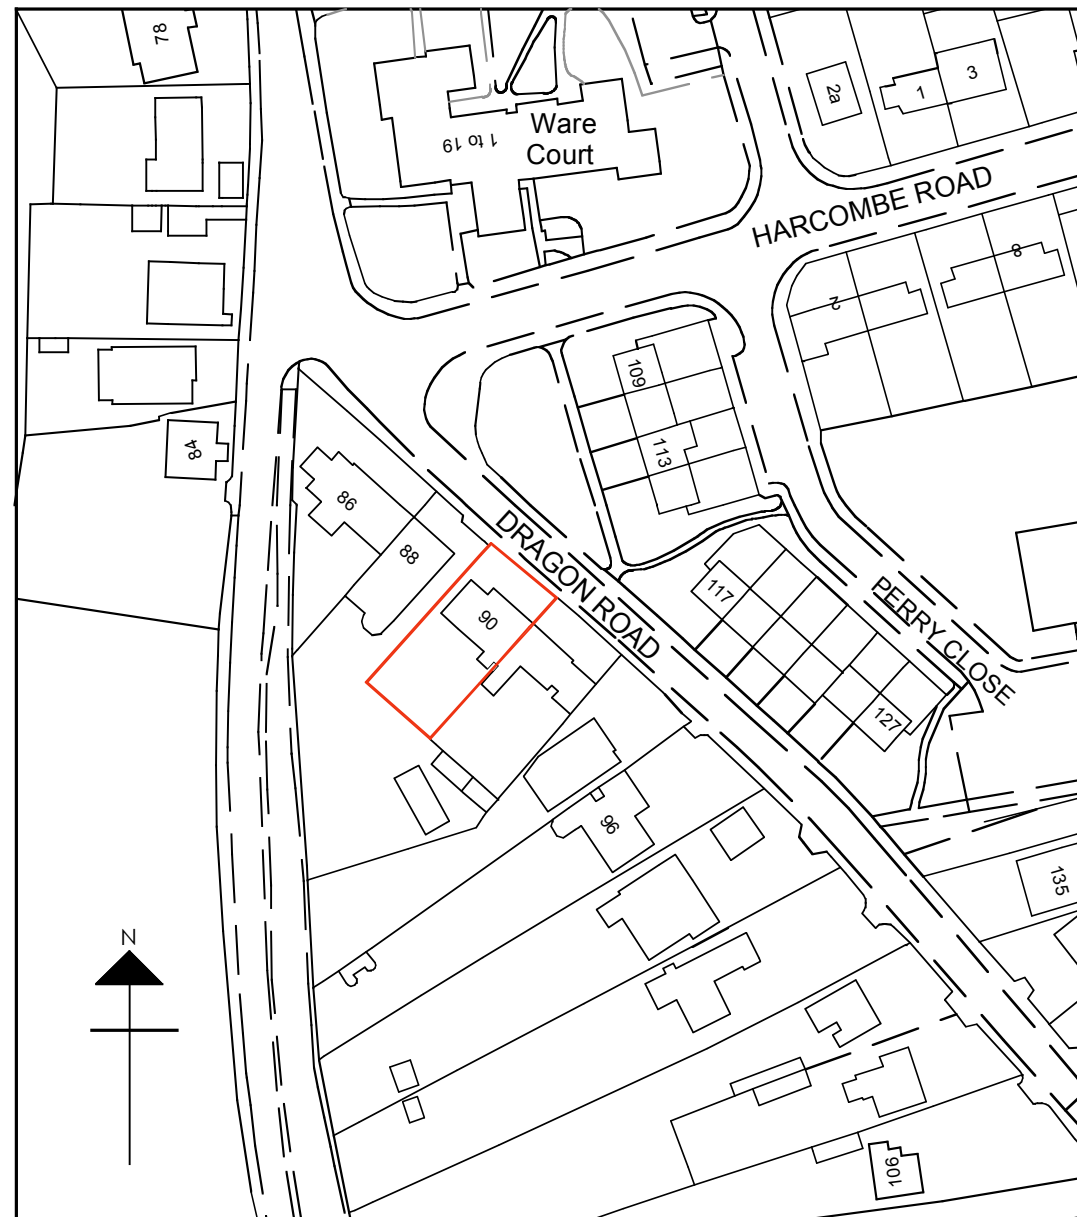 78
1 to 19
Ware
Court
2a
1
3
HARCOMBE ROAD
2
8
109
113
84
86
88
90
DRAGON ROAD
117
PERRY CLOSE
127
96
135
106
N